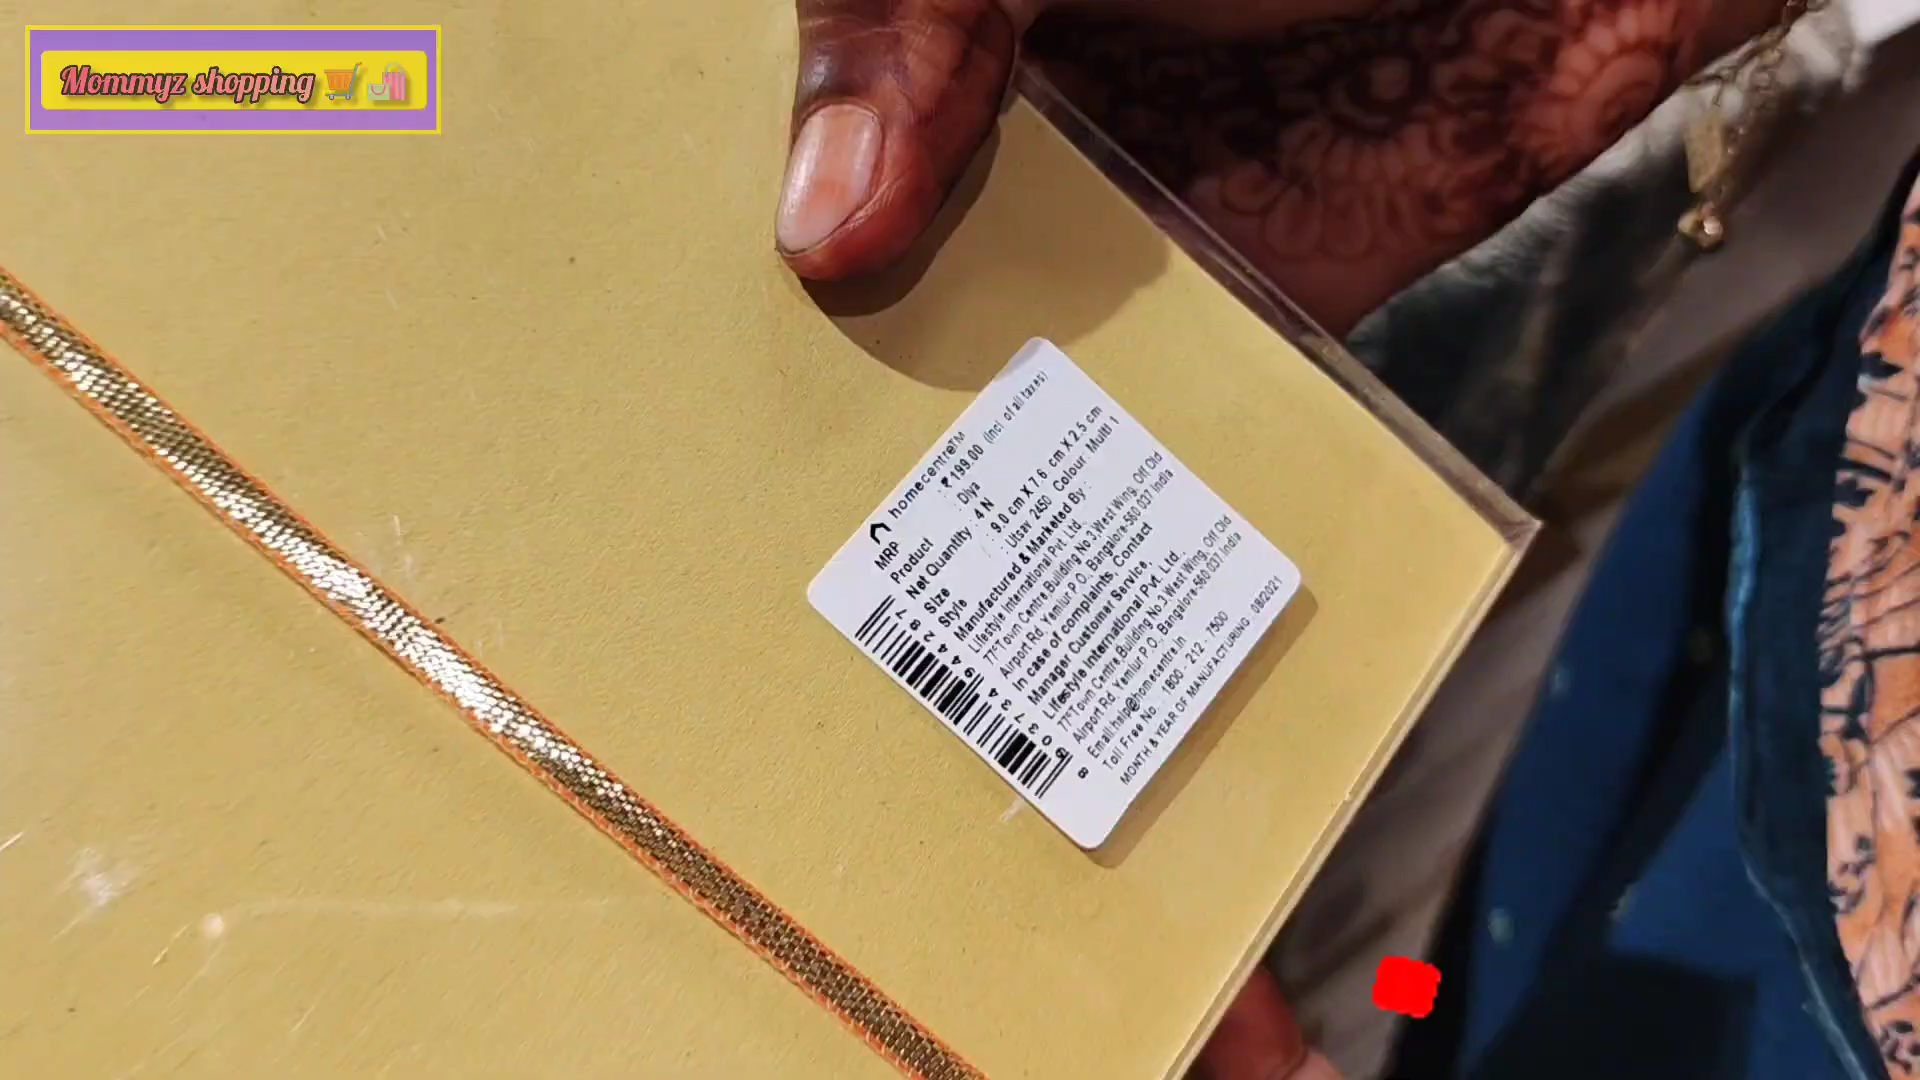 Mommyz shopping
homecentre™
MRP : ₹ 199.00 (Incl. of all taxes)
Product : Diya
Net Quantity : 4 N
Size : 9.0 cm X 7.6 cm X 2.5 cm
Style : Utsav 2450 Colour: Multi 1
Manufactured & Marketed By :
Lifestyle International Pvt. Ltd.,
77°Town Centre,Building No 3,West Wing, Off Old
Airport Rd, Yemlur P.O, Bangalore-560 037 India
In case of complaints, Contact
Manager Customer Service,
Lifestyle International Pvt. Ltd.,
77°Town Centre,Building No 3,West Wing, Off Old
Airport Rd, Yemlur P.O., Bangalore-560 037 India
Email:help@homecentre.in
Toll Free No. : 1800 - 212 - 7500
MONTH & YEAR OF MANUFACTURING :